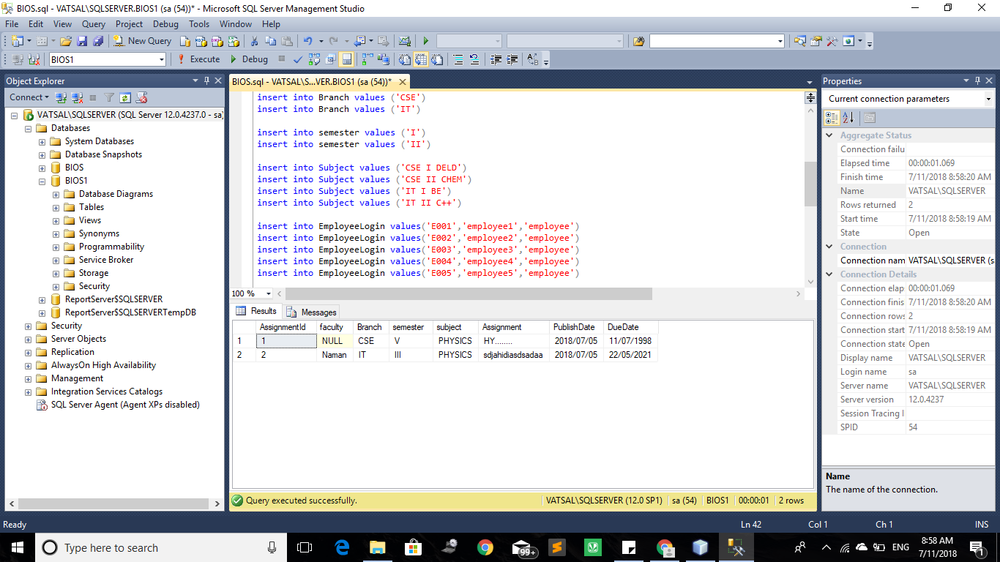 BIOS.sql - VATSAL\SQLSERVER.BIOS1 (sa (54))* - Microsoft SQL Server Management Studio
File Edit View Query Project Debug Tools Window Help
New Query
BIOS1 Execute Debug
Object Explorer
Connect
VATSAL\SQLSERVER (SQL Server 12.0.4237.0 - sa)
Databases
System Databases
Database Snapshots
BIOS
BIOS1
Database Diagrams
Tables
Views
Synonyms
Programmability
Service Broker
Storage
Security
ReportServer$SQLSERVER
ReportServer$SQLSERVERTempDB
Security
Server Objects
Replication
AlwaysOn High Availability
Management
Integration Services Catalogs
SQL Server Agent (Agent XPs disabled)
BIOS.sql - VATSAL\S...VER.BIOS1 (sa (54))*
insert into Branch values ('CSE')
insert into Branch values ('IT')
insert into semester values ('I')
insert into semester values ('II')
insert into Subject values ('CSE I DELD')
insert into Subject values ('CSE II CHEM')
insert into Subject values ('IT I BE')
insert into Subject values ('IT II C++')
insert into EmployeeLogin values('E001','employee1','employee')
insert into EmployeeLogin values('E002','employee2','employee')
insert into EmployeeLogin values('E003','employee3','employee')
insert into EmployeeLogin values('E004','employee4','employee')
insert into EmployeeLogin values('E005','employee5','employee')
100 %
Results Messages
AssignmentId faculty Branch semester subject Assignment PublishDate DueDate
1 1 NULL CSE V PHYSICS HY........ 2018/07/05 11/07/1998
2 2 Naman IT III PHYSICS sdjahidiasdsadaa 2018/07/05 22/05/2021
Query executed successfully. VATSAL\SQLSERVER (12.0 SP1) sa (54) BIOS1 00:00:01 2 rows
Properties
Current connection parameters
Aggregate Status
Connection failu
Elapsed time 00:00:01.069
Finish time 7/11/2018 8:58:20 AM
Name VATSAL\SQLSERVER
Rows returned 2
Start time 7/11/2018 8:58:19 AM
State Open
Connection
Connection nam VATSAL\SQLSERVER (s
Connection Details
Connection elap 00:00:01.069
Connection finis 7/11/2018 8:58:20 AM
Connection rows 2
Connection start 7/11/2018 8:58:19 AM
Connection state Open
Display name VATSAL\SQLSERVER
Login name sa
Server name VATSAL\SQLSERVER
Server version 12.0.4237
Session Tracing I
SPID 54
Name
The name of the connection.
Ready Ln 42 Col 1 Ch 1 INS
Type here to search 99+ ENG 8:58 AM
7/11/2018 1